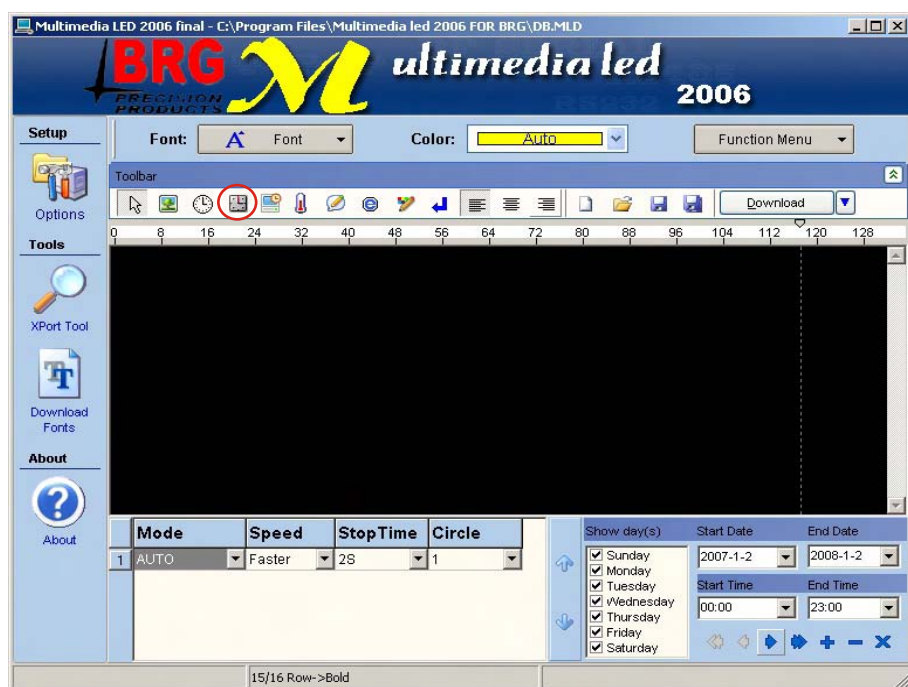 Multimedia LED 2006 final - C:\Program Files\Multimedia led 2006 FOR BRG\DB.MLD
BRG
PRECISION
PRODUCTS
Multimedia led
2006
Setup
Font: A Font
Color: Auto
Function Menu
Toolbar
Options
Download
Tools
0 8 16 24 32 40 48 56 64 72 80 88 96 104 112 120 128
XPort Tool
Download
Fonts
About
About
Mode Speed StopTime Circle
1 AUTO Faster 2S 1
Show day(s) Start Date End Date
Sunday 2007-1-2 2008-1-2
Monday
Tuesday Start Time End Time
Wednesday 00:00 23:00
Thursday
Friday
Saturday
15/16 Row->Bold